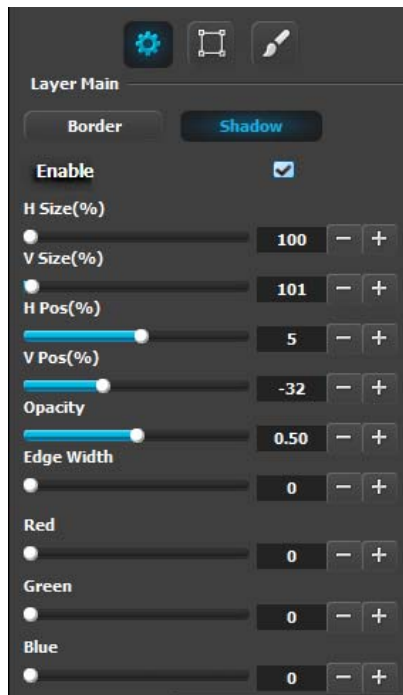 Layer Main
Border Shadow
Enable
H Size(%)
100 − +
V Size(%)
101 − +
H Pos(%)
5 − +
V Pos(%)
-32 − +
Opacity
0.50 − +
Edge Width
0 − +
Red
0 − +
Green
0 − +
Blue
0 − +